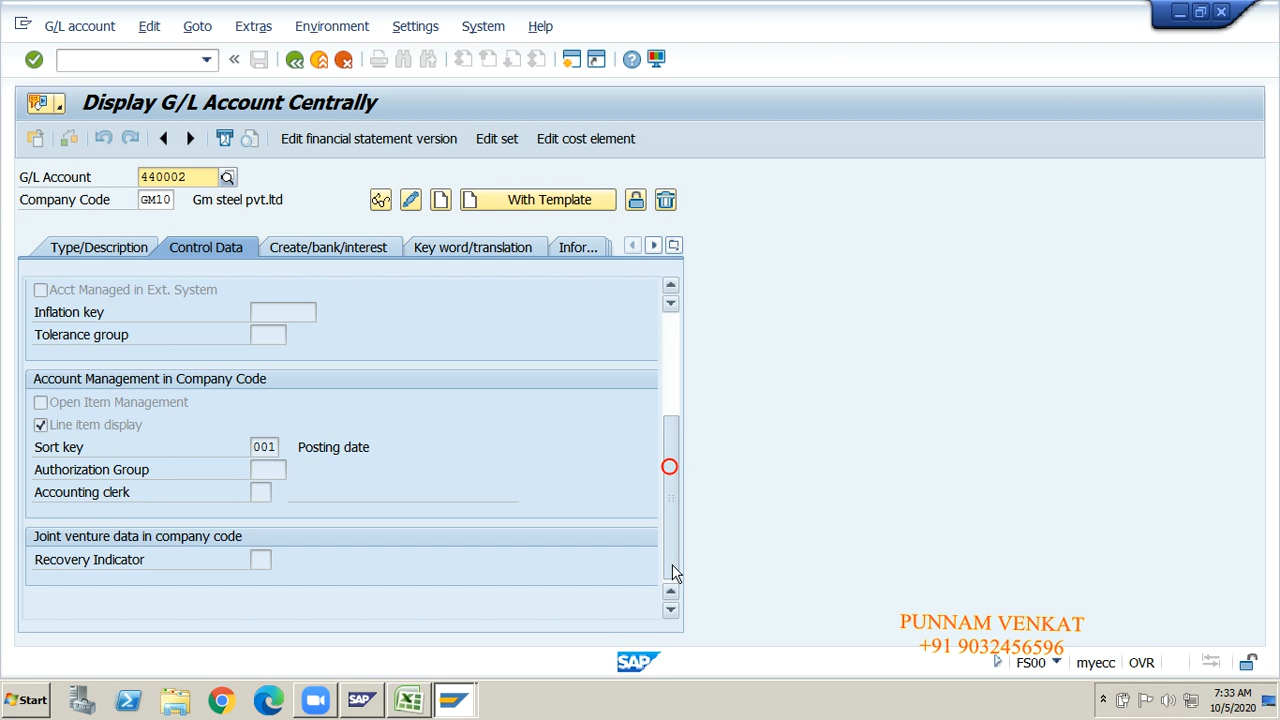 G/L account Edit Goto Extras Environment Settings System Help
Display G/L Account Centrally
Edit financial statement version Edit set Edit cost element
G/L Account 440002
Company Code GM10 Gm steel pvt.ltd With Template
Type/Description Control Data Create/bank/interest Key word/translation Infor...
Acct Managed in Ext. System
Inflation key
Tolerance group
Account Management in Company Code
Open Item Management
Line item display
Sort key 001 Posting date
Authorization Group
Accounting clerk
Joint venture data in company code
Recovery Indicator
PUNNAM VENKAT
+91 9032456596
SAP FS00 myecc OVR
Start SAP 7:33 AM
10/5/2020